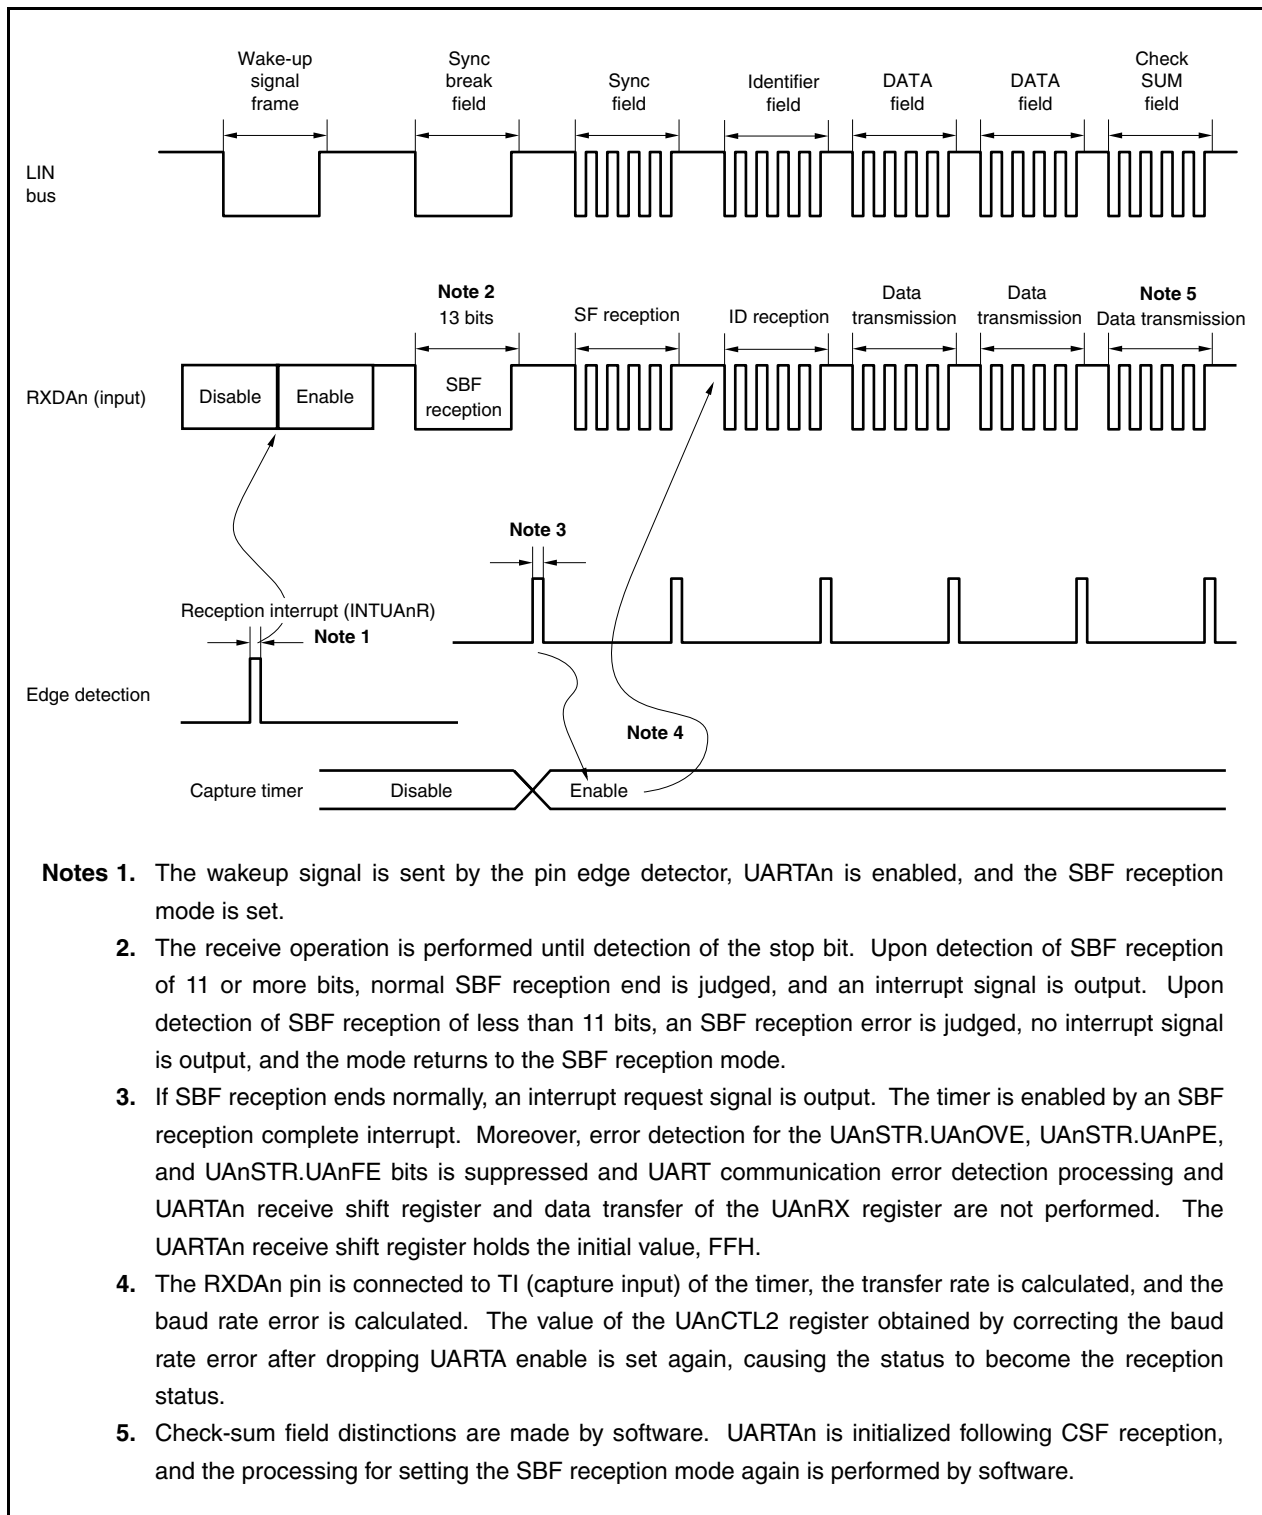 Wake-up
signal
frame
Sync
break
field
Sync
field
Identifier
field
DATA
field
DATA
field
Check
SUM
field
LIN
bus
Note 2
13 bits
SF reception
ID reception
Data
transmission
Data
transmission
Note 5
Data transmission
RXDAn (input)
Disable
Enable
SBF
reception
Note 3
Reception interrupt (INTUAnR)
Note 1
Edge detection
Note 4
Capture timer
Disable
Enable
Notes 1. The wakeup signal is sent by the pin edge detector, UARTAn is enabled, and the SBF reception
mode is set.
2. The receive operation is performed until detection of the stop bit. Upon detection of SBF reception
of 11 or more bits, normal SBF reception end is judged, and an interrupt signal is output. Upon
detection of SBF reception of less than 11 bits, an SBF reception error is judged, no interrupt signal
is output, and the mode returns to the SBF reception mode.
3. If SBF reception ends normally, an interrupt request signal is output. The timer is enabled by an SBF
reception complete interrupt. Moreover, error detection for the UAnSTR.UAnOVE, UAnSTR.UAnPE,
and UAnSTR.UAnFE bits is suppressed and UART communication error detection processing and
UARTAn receive shift register and data transfer of the UAnRX register are not performed. The
UARTAn receive shift register holds the initial value, FFH.
4. The RXDAn pin is connected to TI (capture input) of the timer, the transfer rate is calculated, and the
baud rate error is calculated. The value of the UAnCTL2 register obtained by correcting the baud
rate error after dropping UARTA enable is set again, causing the status to become the reception
status.
5. Check-sum field distinctions are made by software. UARTAn is initialized following CSF reception,
and the processing for setting the SBF reception mode again is performed by software.